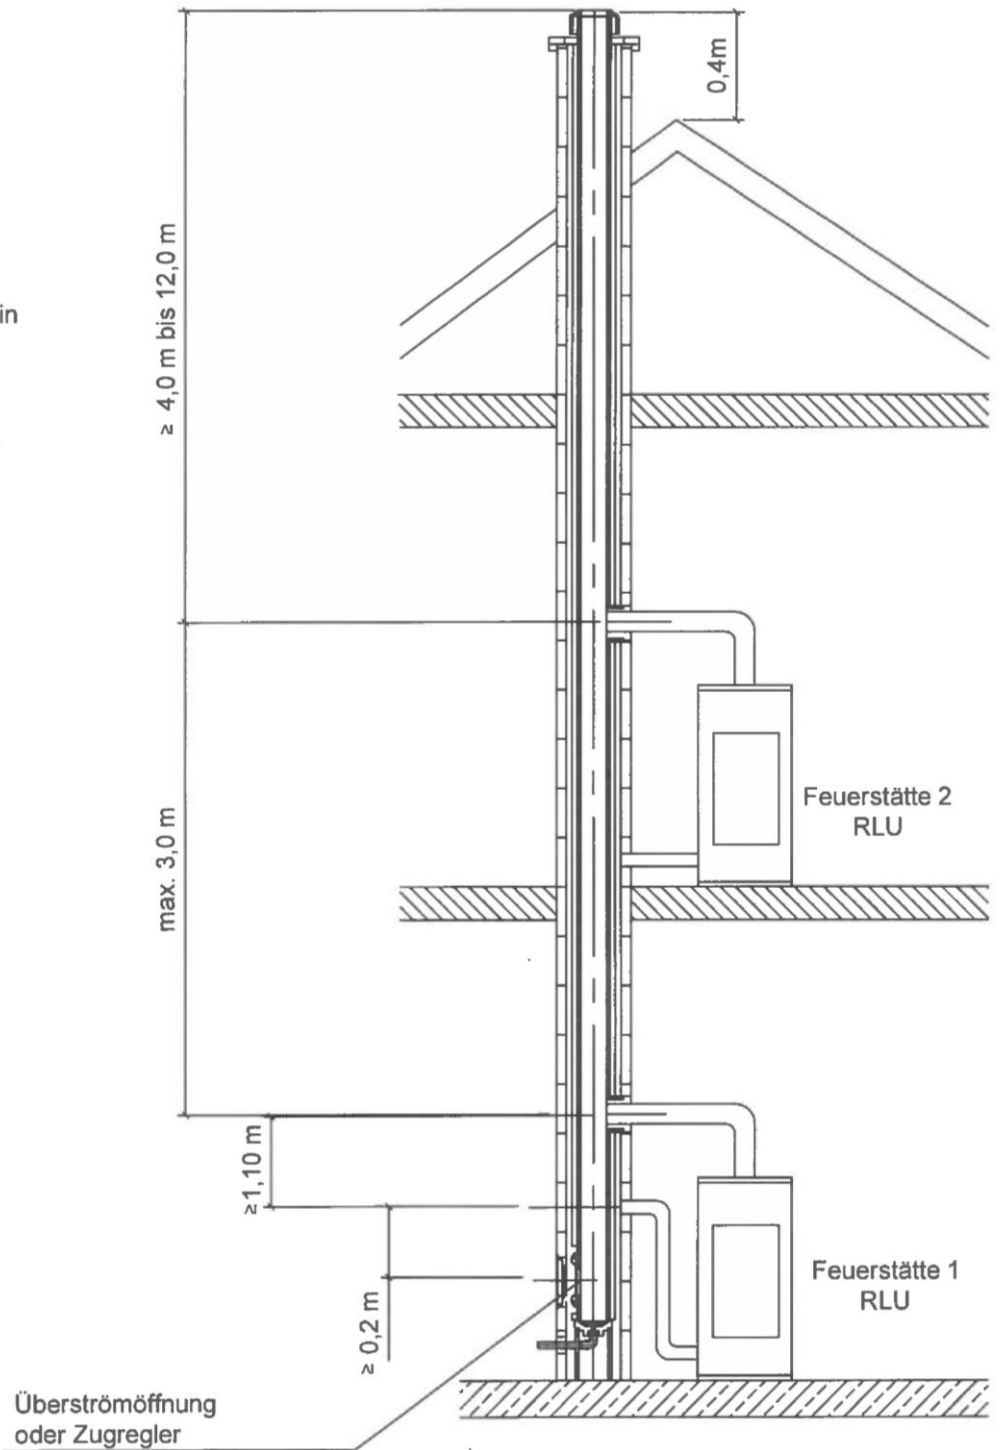 0,4m
≥ 4,0 m bis 12,0 m
in
max. 3,0 m
Feuerstätte 2
RLU
≥1,10 m
≥ 0,2 m
Feuerstätte 1
RLU
Überströmöffnung
oder Zugregler